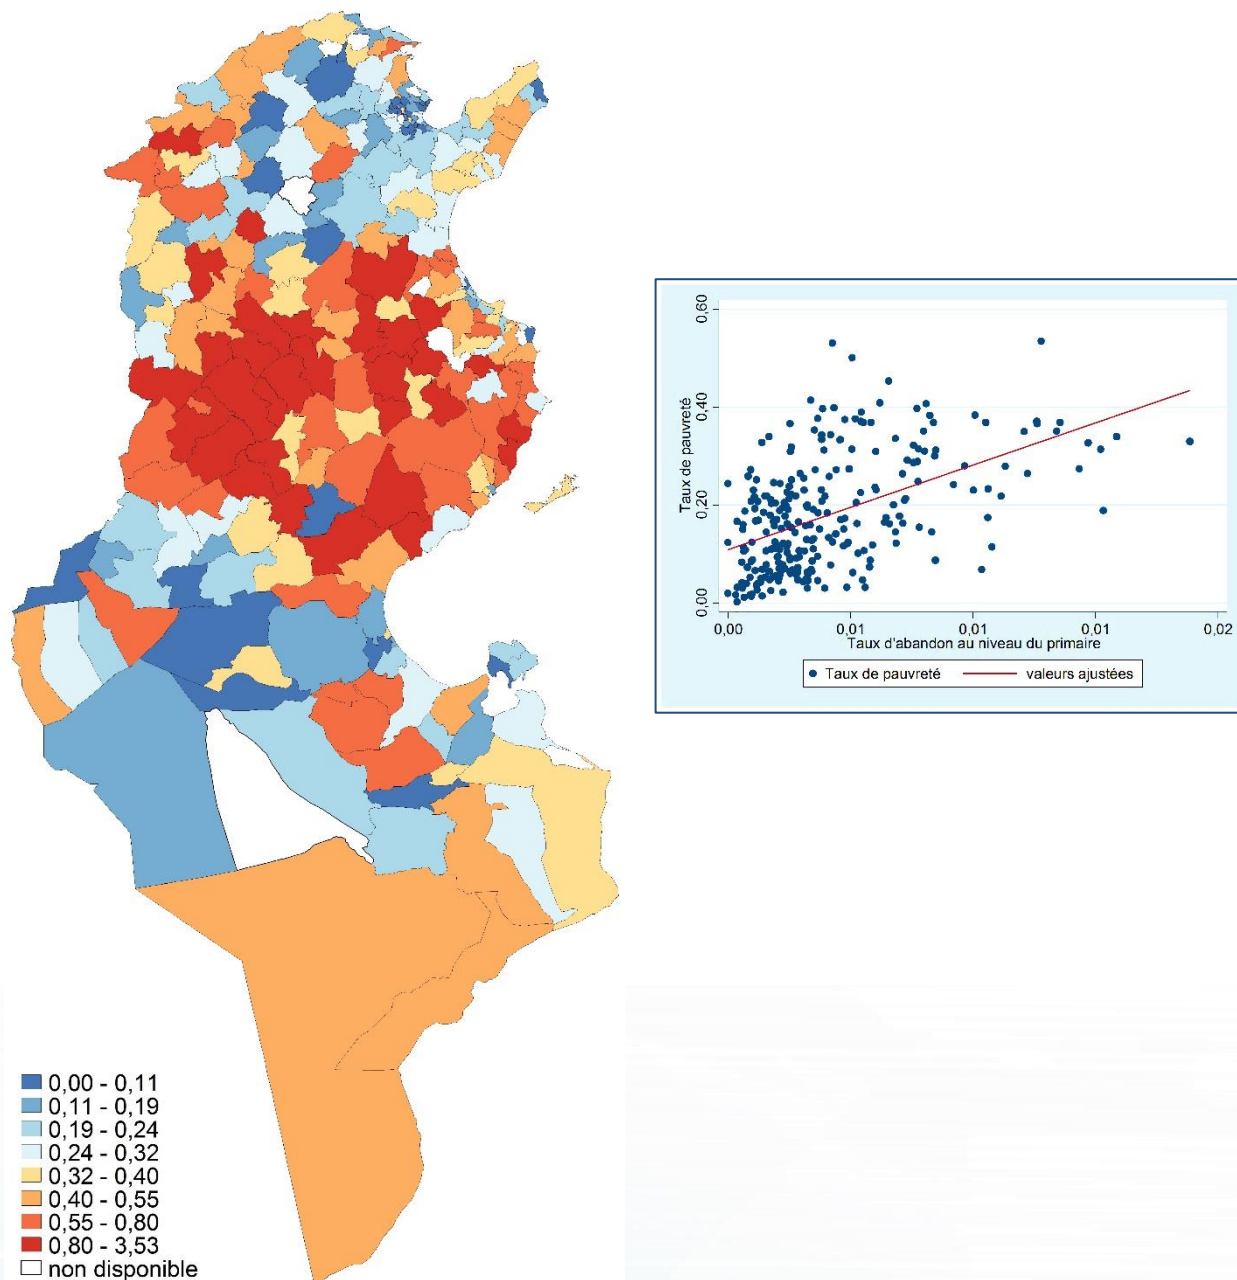 0,60
0,40
0,20
0,00
Taux de pauvreté
0,00 0,01 0,01 0,01 0,02
Taux d'abandon au niveau du primaire
Taux de pauvreté valeurs ajustées
0,00 - 0,11
0,11 - 0,19
0,19 - 0,24
0,24 - 0,32
0,32 - 0,40
0,40 - 0,55
0,55 - 0,80
0,80 - 3,53
non disponible